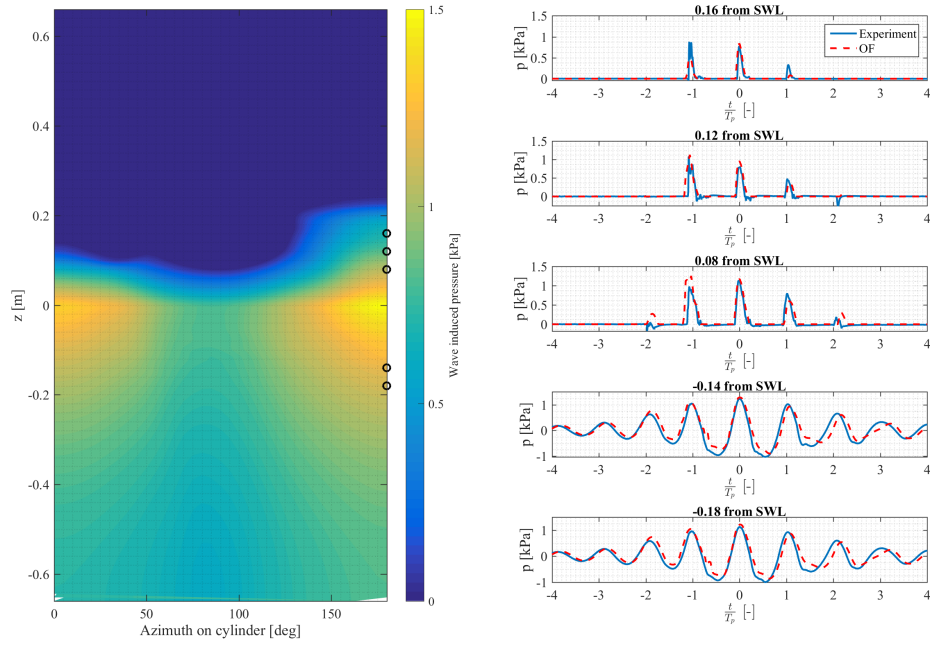 0.6
0.4
0.2
0
-0.2
-0.4
-0.6
z [m]
0
50
100
150
Azimuth on cylinder [deg]
1.5
1
0.5
0
Wave induced pressure [kPa]
0.16 from SWL
1.5
1
0.5
0
p [kPa]
Experiment
OF
-4 -3 -2 -1 0 1 2 3 4
t/T_p [-]
0.12 from SWL
1.5
1
0.5
0
p [kPa]
-4 -3 -2 -1 0 1 2 3 4
t/T_p [-]
0.08 from SWL
1.5
1
0.5
0
p [kPa]
-4 -3 -2 -1 0 1 2 3 4
t/T_p [-]
-0.14 from SWL
1
0
-1
p [kPa]
-4 -3 -2 -1 0 1 2 3 4
t/T_p [-]
-0.18 from SWL
1
0
-1
p [kPa]
-4 -3 -2 -1 0 1 2 3 4
t/T_p [-]